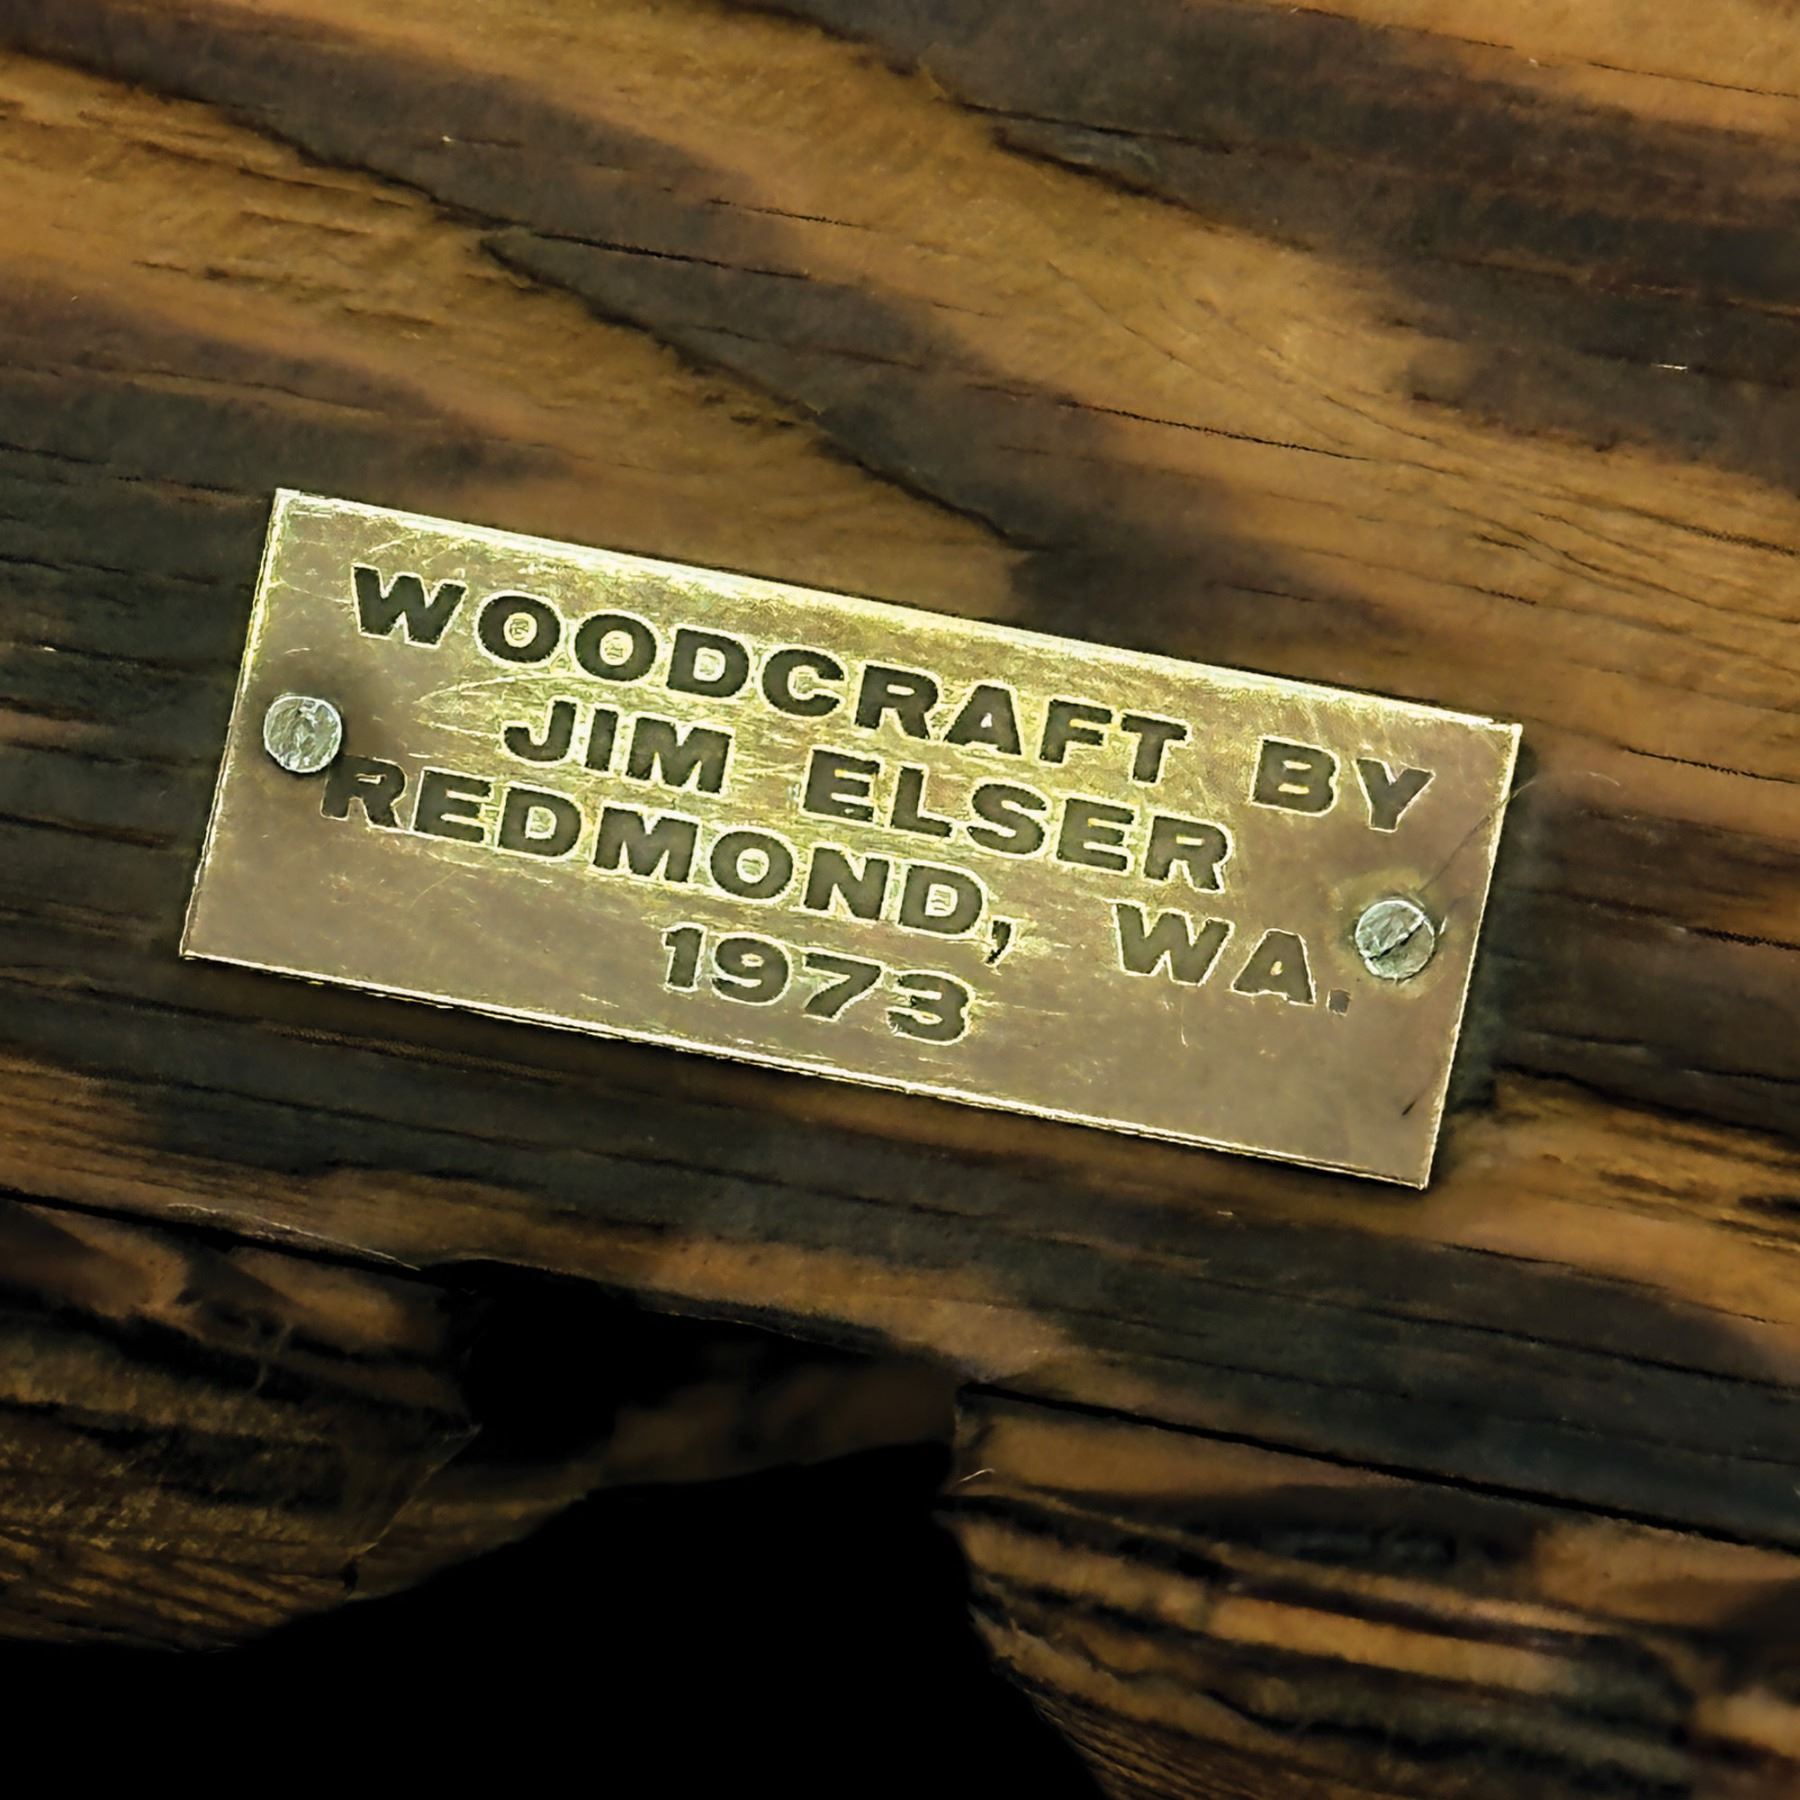 WOODCRAFT BY
JIM ELSER
REDMOND, WA.
1973